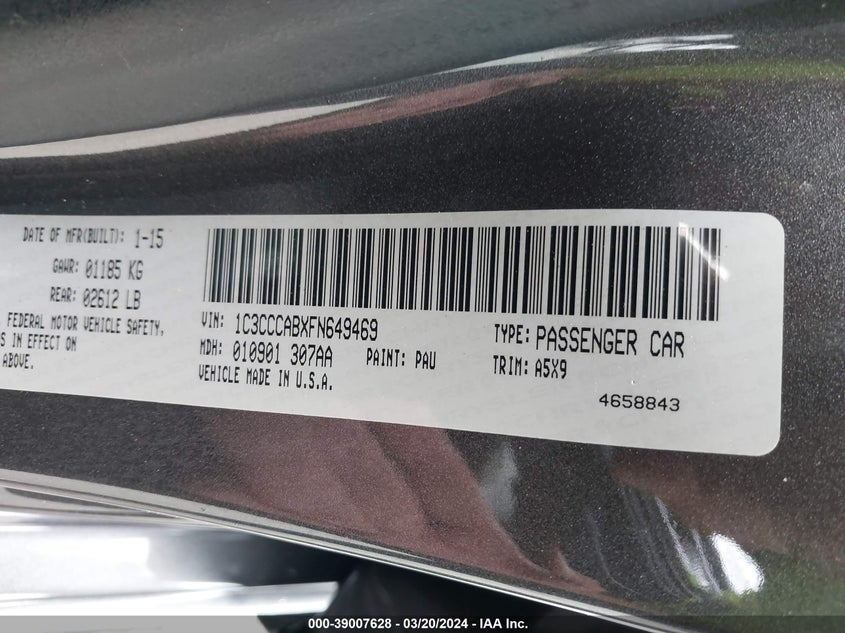 DATE OF MFR(BUILT): 1-15
GAWR: 01185 KG
REAR: 02612 LB
FEDERAL MOTOR VEHICLE SAFETY,
S IN EFFECT ON
ABOVE.
VIN: 1C3CCCABXFN649469
TYPE: PASSENGER CAR
MDH: 010901 307AA PAINT: PAU
TRIM: A5X9
VEHICLE MADE IN U.S.A.
4658843
000-39007628 - 03/20/2024 - IAA Inc.